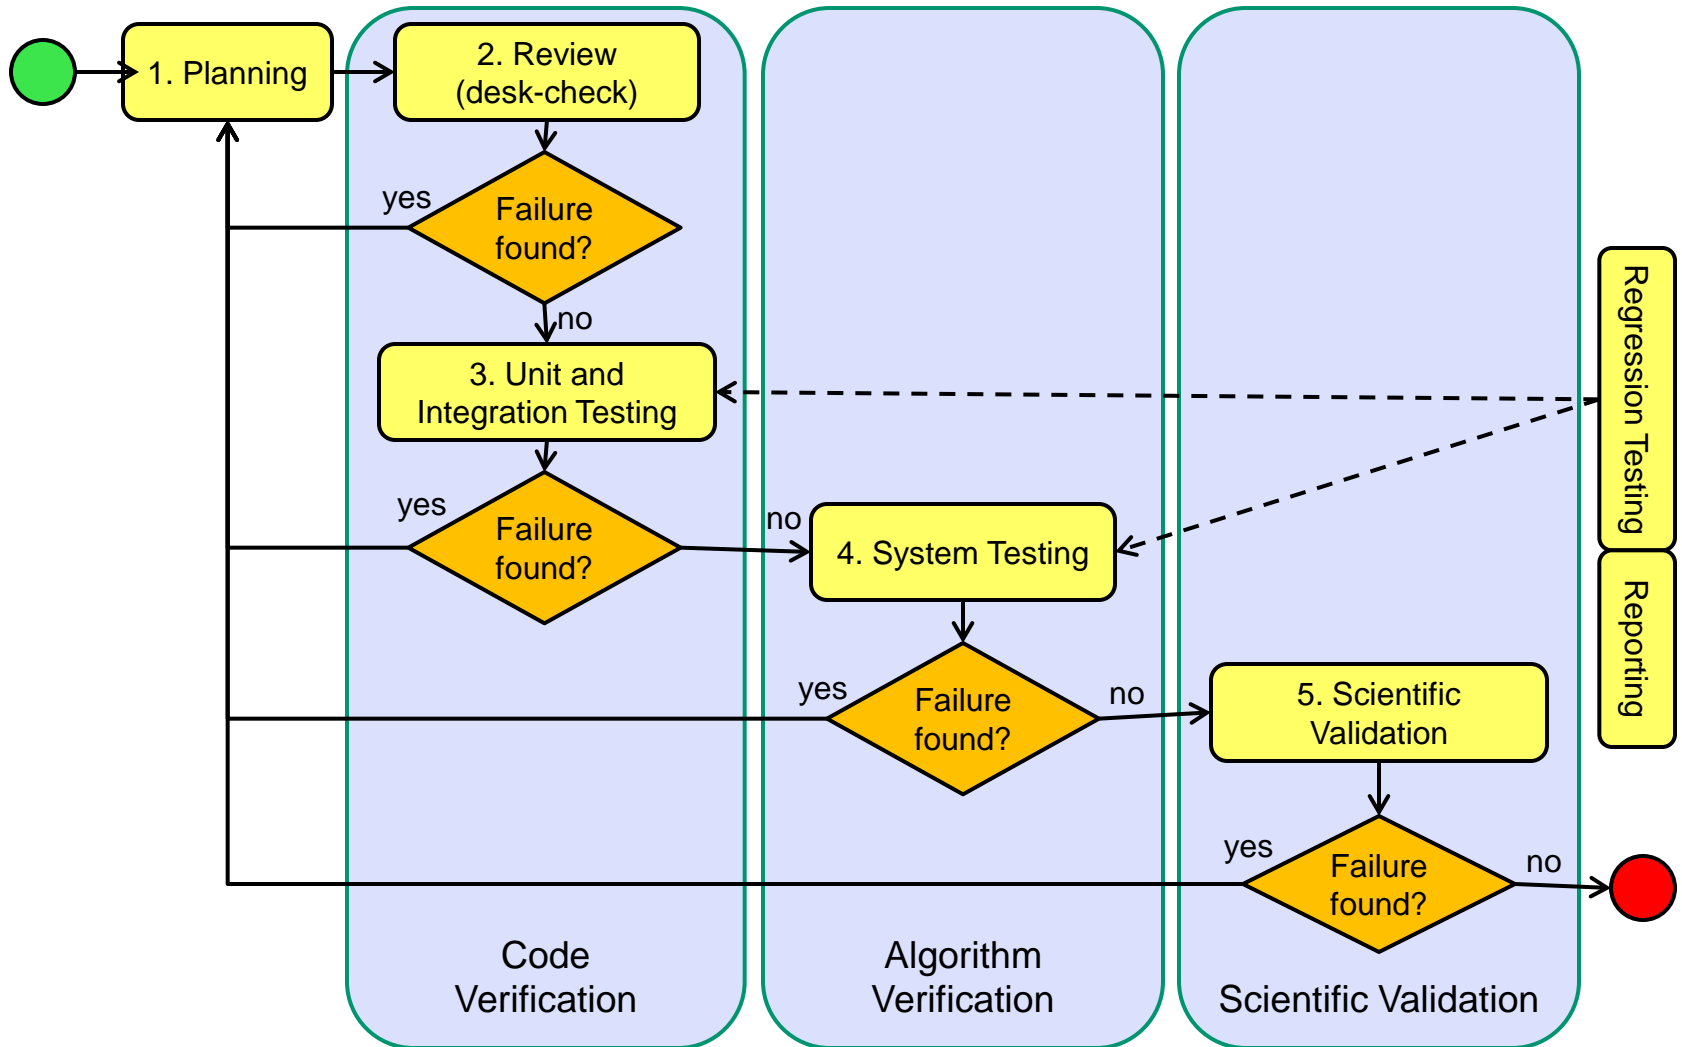 1. Planning
2. Review
(desk-check)
yes
Failure
found?
no
3. Unit and
Integration Testing
yes
Failure
found?
no
4. System Testing
yes
Failure
found?
no
5. Scientific
Validation
yes
Failure
found?
no
Regression Testing
Reporting
Code
Verification
Algorithm
Verification
Scientific Validation